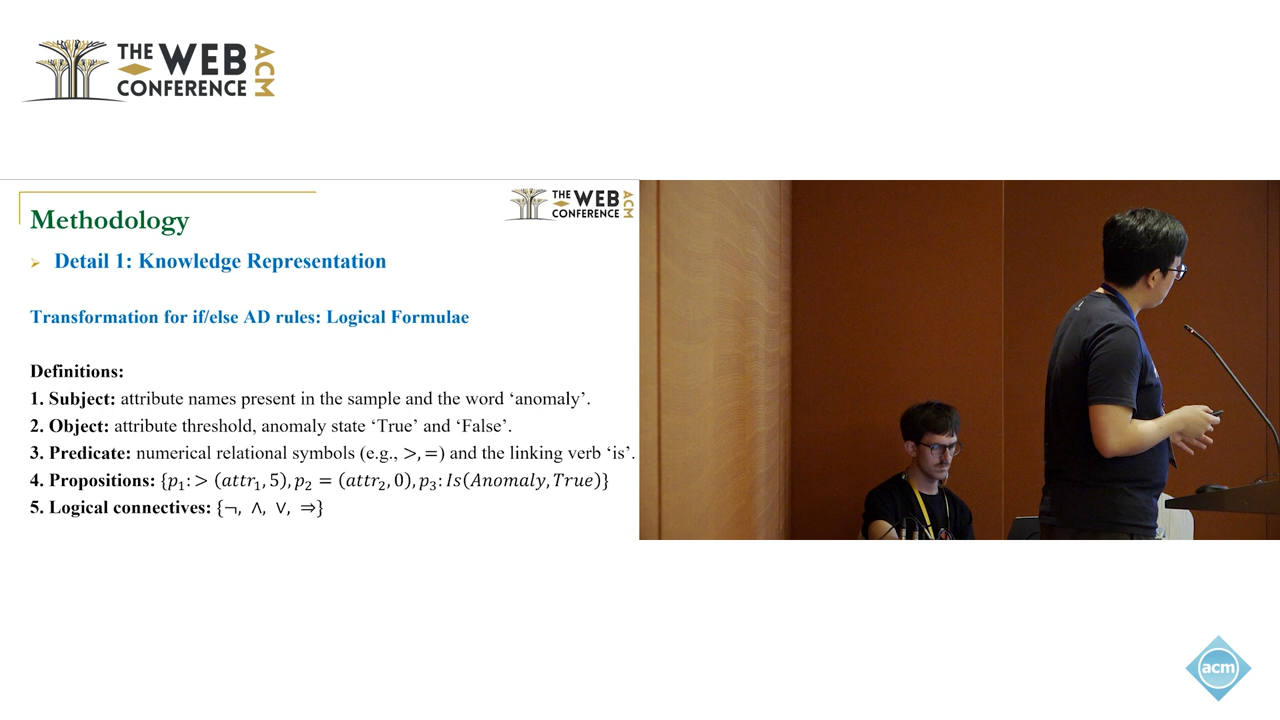 THE WEB CONFERENCE ACM
THE WEB CONFERENCE ACM
Methodology
➢ Detail 1: Knowledge Representation
Transformation for if/else AD rules: Logical Formulae
Definitions:
1. Subject: attribute names present in the sample and the word ‘anomaly’.
2. Object: attribute threshold, anomaly state ‘True’ and ‘False’.
3. Predicate: numerical relational symbols (e.g., >, =) and the linking verb ‘is’.
4. Propositions: {p₁: > (attr₁, 5), p₂ = (attr₂, 0), p₃: Is(Anomaly, True)}
5. Logical connectives: {¬, ∧, ∨, ⇒}
acm